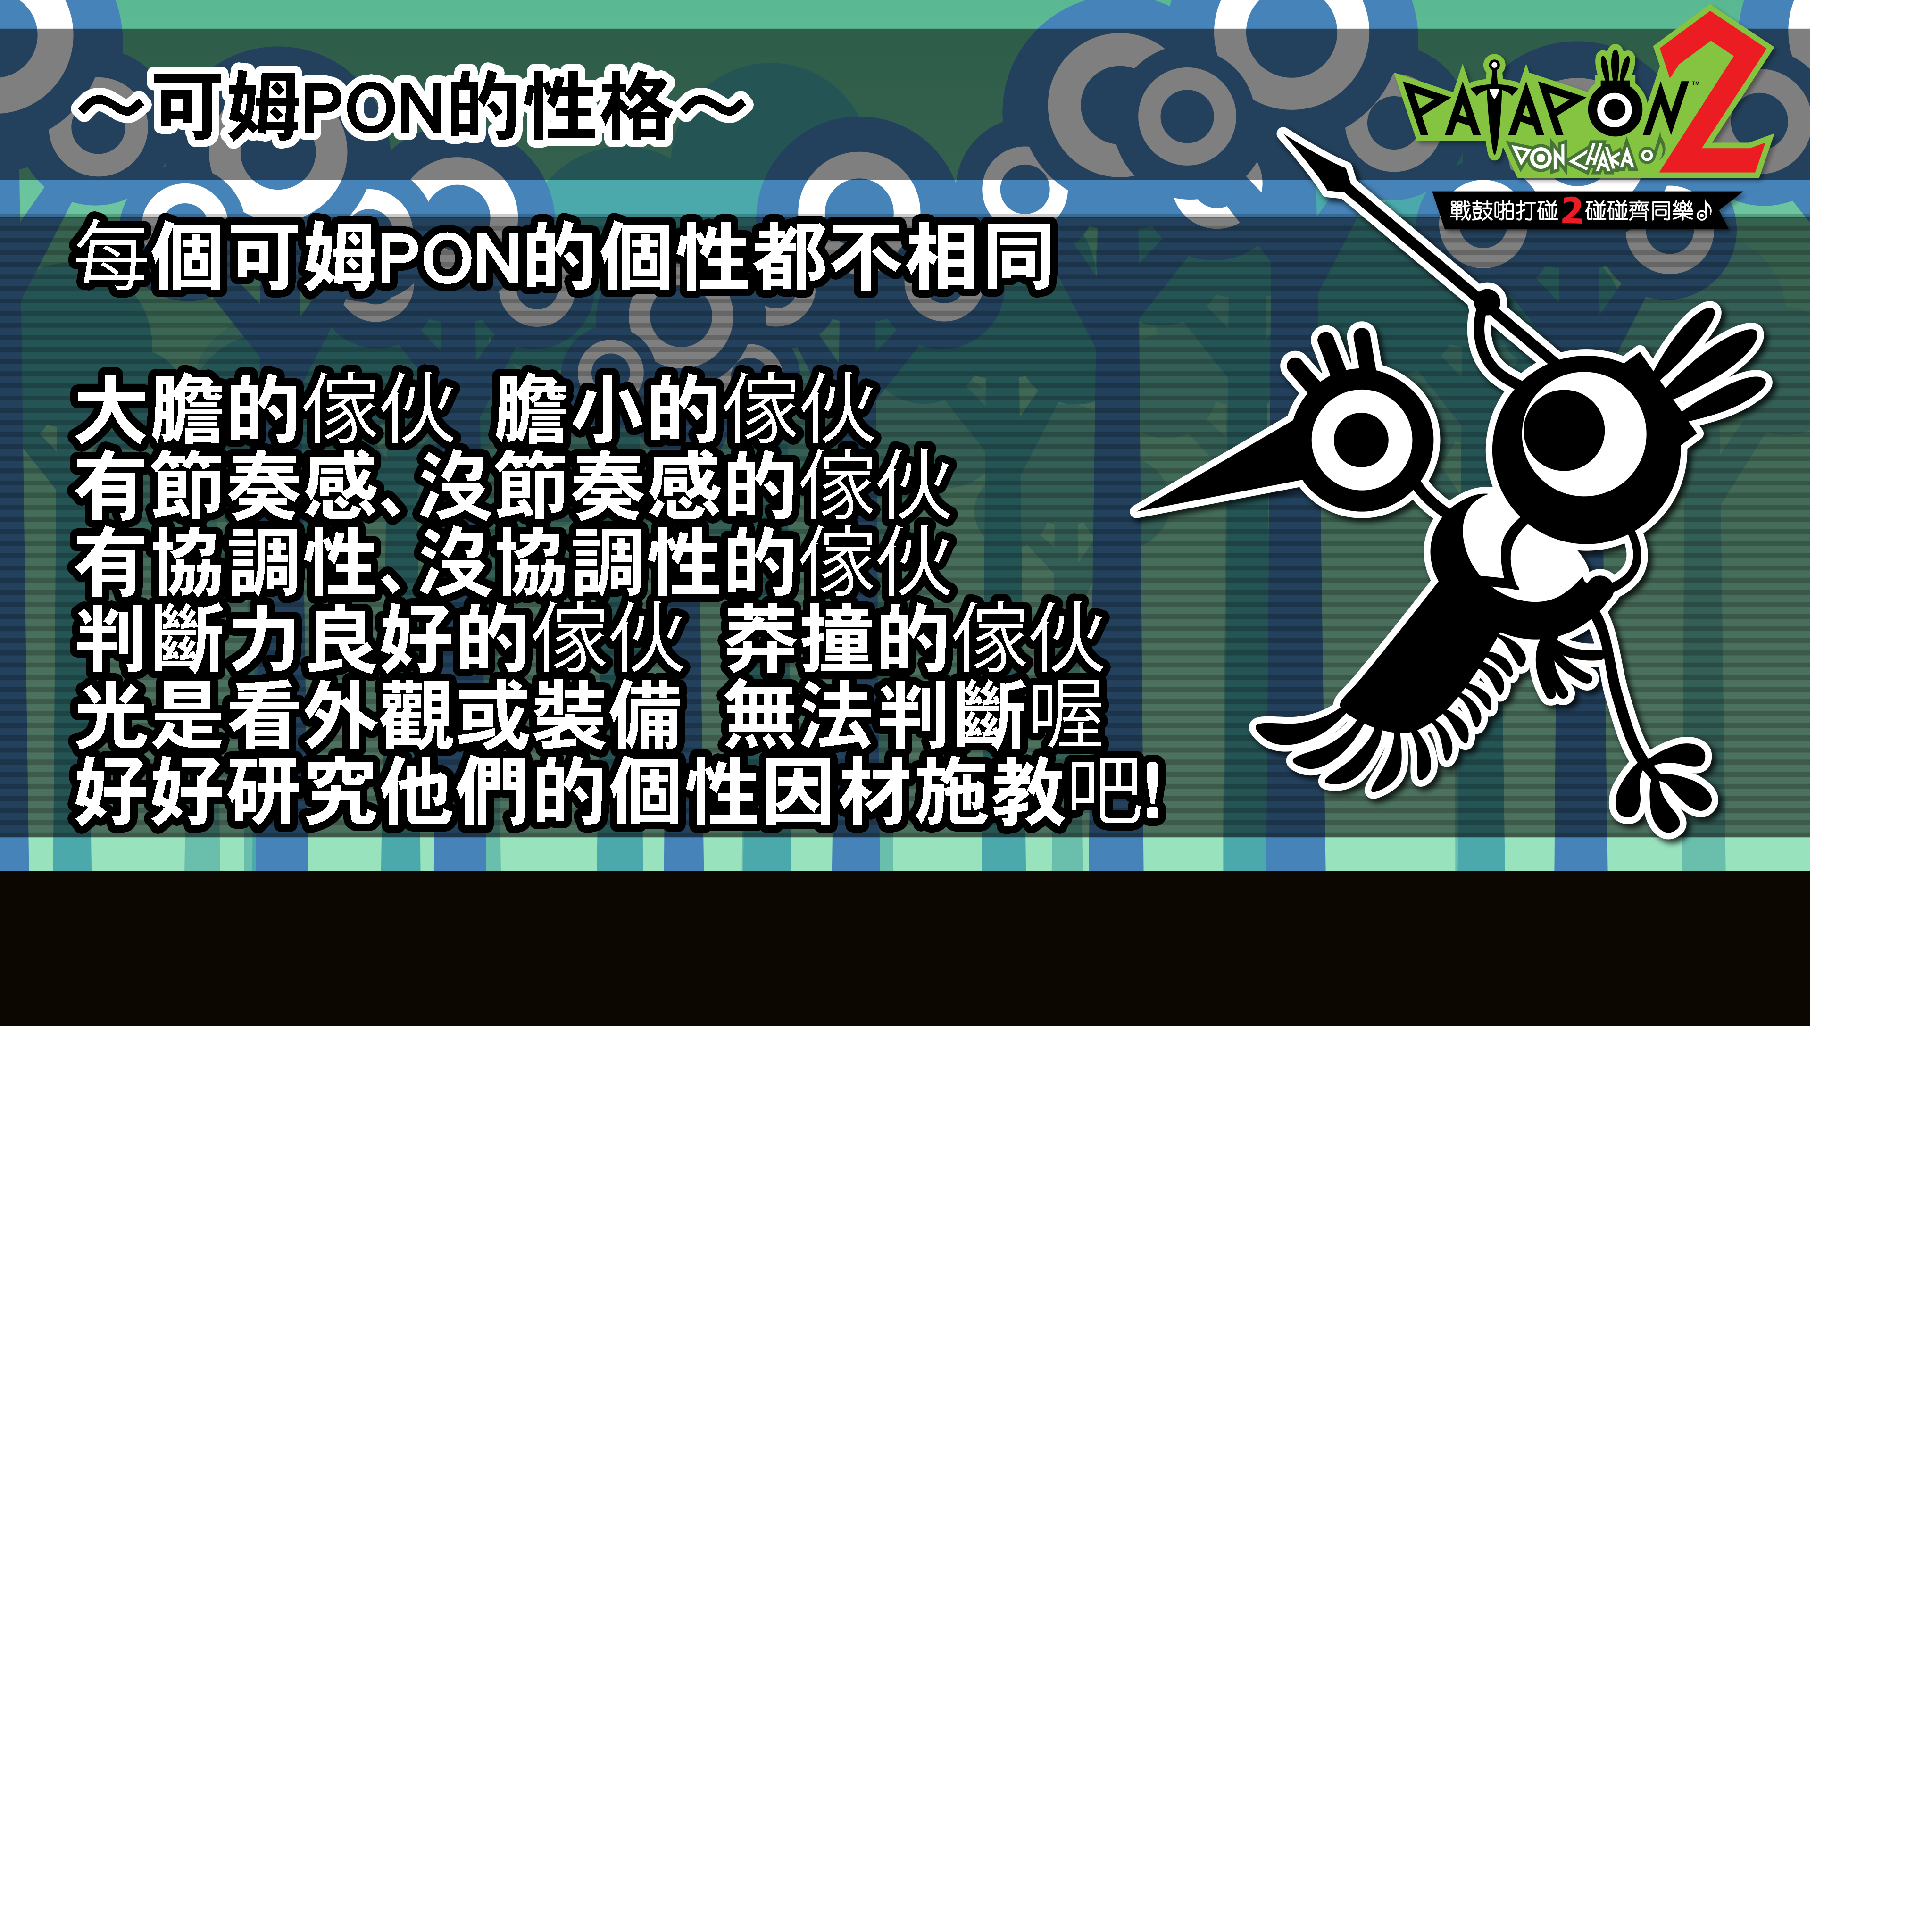 ～可姆PON的性格～
PATAPON2™
DON CHAKA♪
戰鼓啪打碰2碰碰齊同樂♪
每個可姆PON的個性都不相同
大膽的傢伙 膽小的傢伙
有節奏感、沒節奏感的傢伙
有協調性、沒協調性的傢伙
判斷力良好的傢伙 莽撞的傢伙
光是看外觀或裝備 無法判斷喔
好好研究他們的個性因材施教吧!